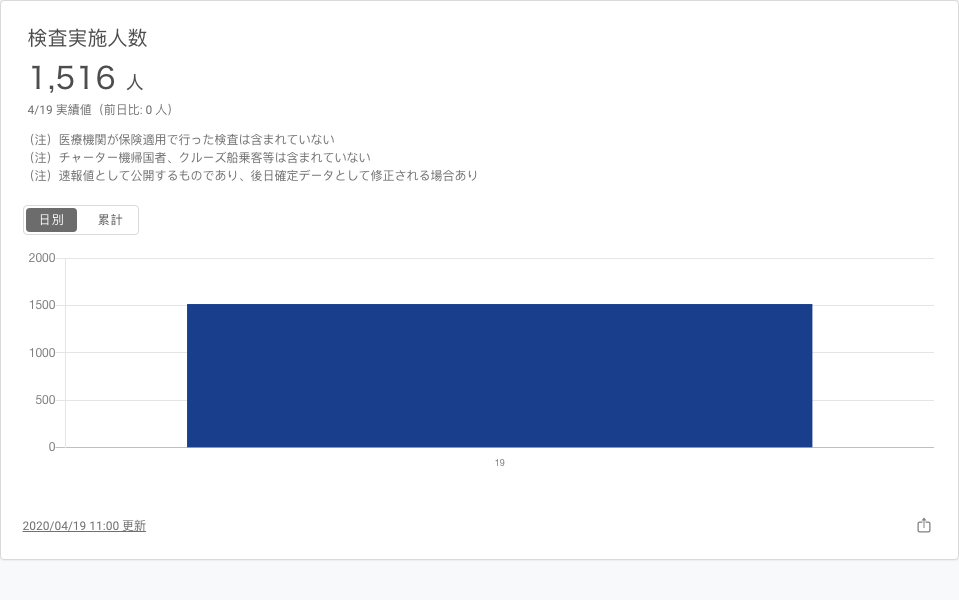 検査実施人数
1,516 人
4/19 実績値（前日比: 0 人）
（注）医療機関が保険適用で行った検査は含まれていない
（注）チャーター機帰国者、クルーズ船乗客等は含まれていない
（注）速報値として公開するものであり、後日確定データとして修正される場合あり
日別 累計
2000
1500
1000
500
0
19
2020/04/19 11:00 更新